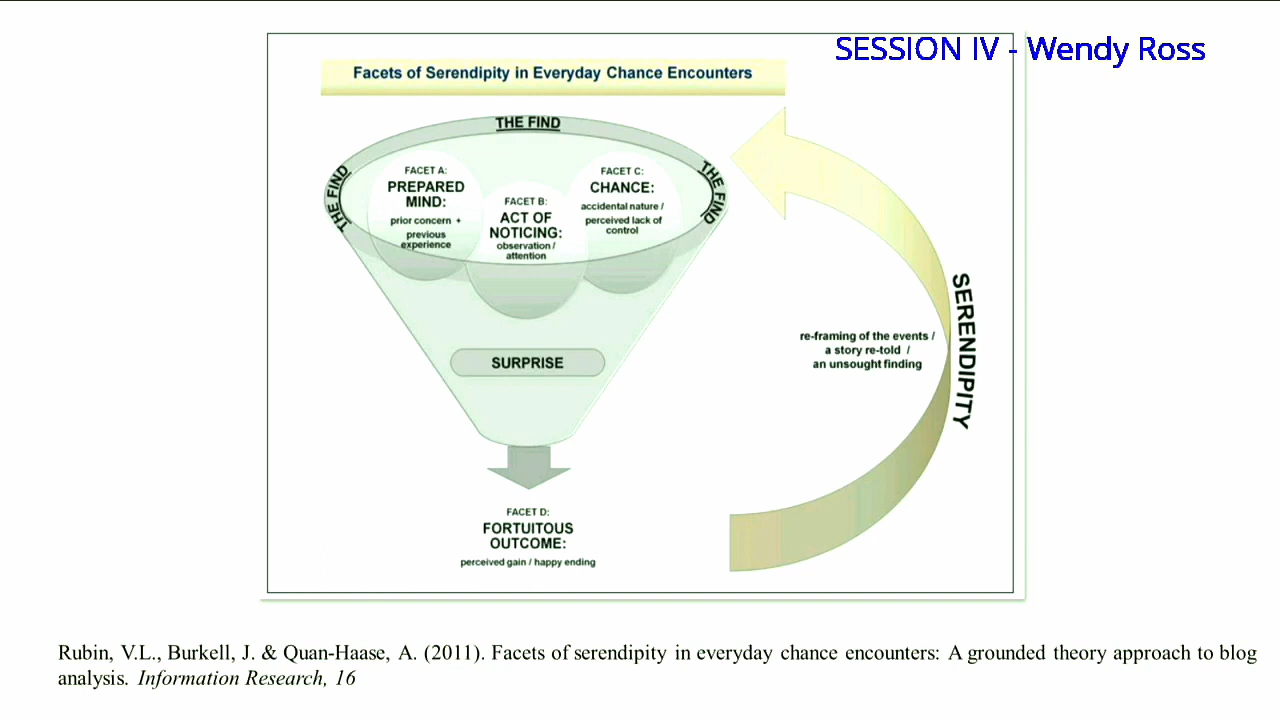 SESSION IV - Wendy Ross
Facets of Serendipity in Everyday Chance Encounters
THE FIND
THE FIND
THE FIND
FACET A:
PREPARED
MIND:
prior concern +
previous
experience
FACET B:
ACT OF
NOTICING:
observation /
attention
FACET C:
CHANCE:
accidental nature /
perceived lack of
control
SURPRISE
FACET D:
FORTUITOUS
OUTCOME:
perceived gain / happy ending
re-framing of the events /
a story re-told /
an unsought finding
SERENDIPITY
Rubin, V.L., Burkell, J. & Quan-Haase, A. (2011). Facets of serendipity in everyday chance encounters: A grounded theory approach to blog
analysis. Information Research, 16